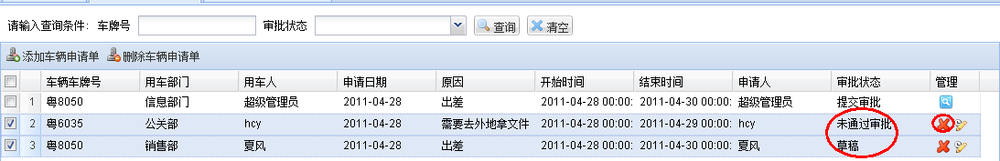 请输入查询条件: 车牌号 审批状态 查询 清空
添加车辆申请单 删除车辆申请单
车辆车牌号 用车部门 用车人 申请日期 原因 开始时间 结束时间 申请人 审批状态 管理
1 粤8050 信息部门 超级管理员 2011-04-28 出差 2011-04-28 00:00: 2011-04-30 00:00: 超级管理员 提交审批
2 粤6035 公关部 hcy 2011-04-28 需要去外地拿文件 2011-04-28 00:00: 2011-04-29 00:00: hcy 未通过审批
3 粤8050 销售部 夏风 2011-04-28 出差 2011-04-28 00:00: 2011-04-30 00:00: 夏风 草稿